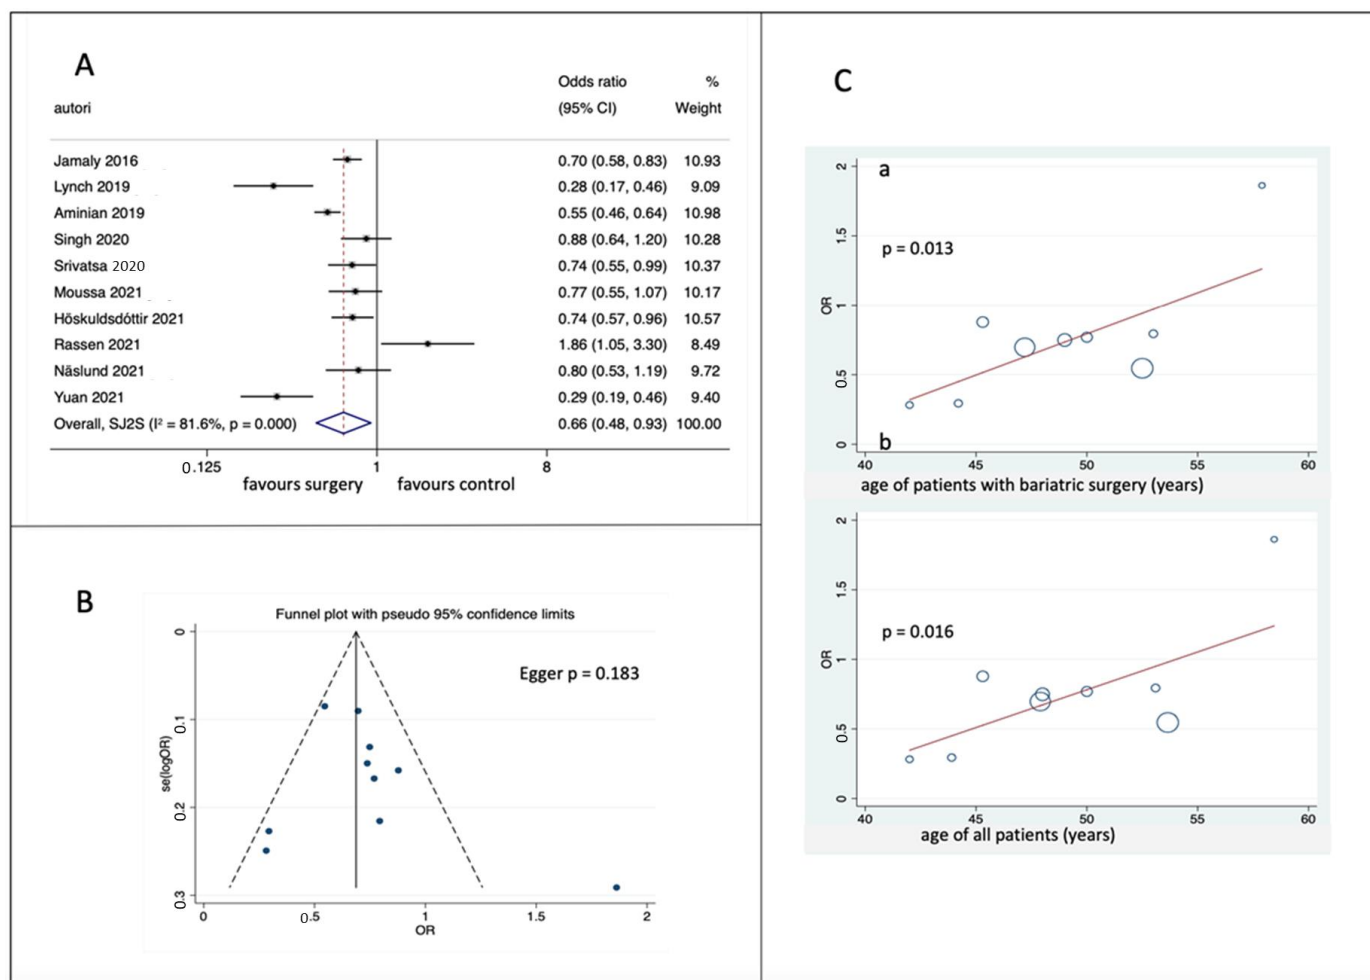 A
Odds ratio %
autori (95% CI) Weight
Jamaly 2016 0.70 (0.58, 0.83) 10.93
Lynch 2019 0.28 (0.17, 0.46) 9.09
Aminian 2019 0.55 (0.46, 0.64) 10.98
Singh 2020 0.88 (0.64, 1.20) 10.28
Srivatsa 2020 0.74 (0.55, 0.99) 10.37
Moussa 2021 0.77 (0.55, 1.07) 10.17
Höskuldsdóttir 2021 0.74 (0.57, 0.96) 10.57
Rassen 2021 1.86 (1.05, 3.30) 8.49
Näslund 2021 0.80 (0.53, 1.19) 9.72
Yuan 2021 0.29 (0.19, 0.46) 9.40
Overall, SJ2S (I² = 81.6%, p = 0.000) 0.66 (0.48, 0.93) 100.00
0.125 1 8
favours surgery favours control
B
Funnel plot with pseudo 95% confidence limits
Egger p = 0.183
se(logOR)
0
0.1
0.2
0.3
0 0.5 1 1.5 2
OR
C
a
p = 0.013
OR
2
1.5
1
0.5
0
40 45 50 55 60
age of patients with bariatric surgery (years)
b
p = 0.016
OR
2
1.5
1
0.5
0
40 45 50 55 60
age of all patients (years)